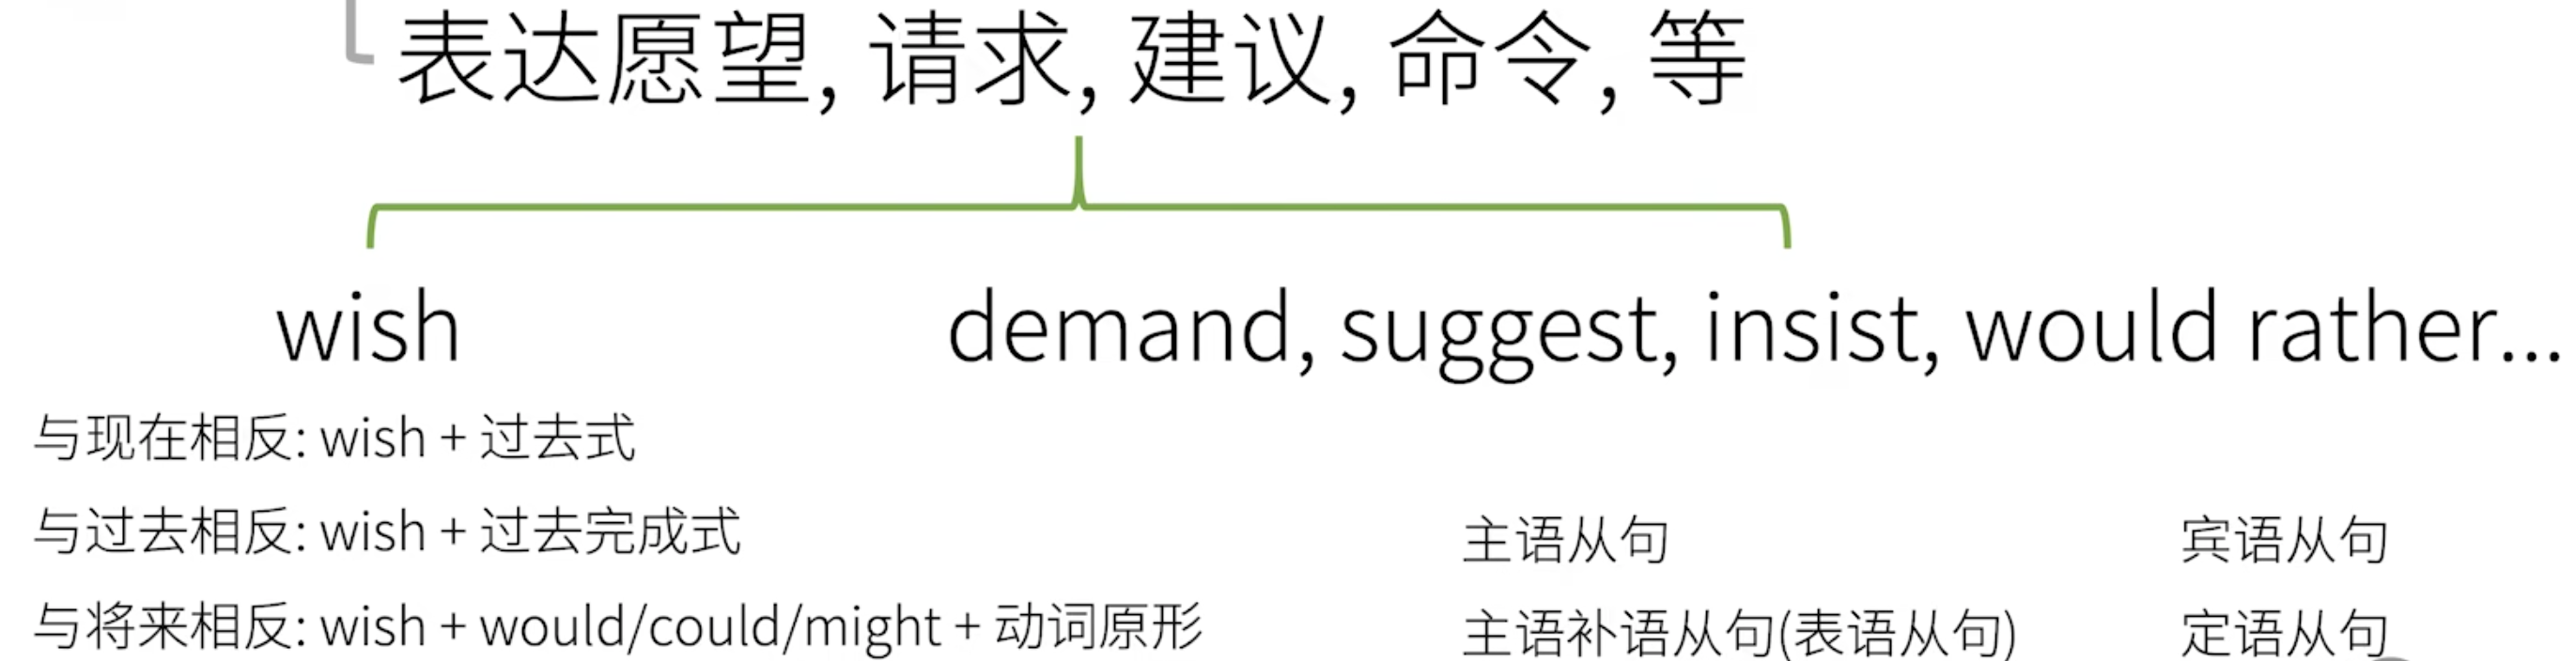 表达愿望, 请求, 建议, 命令, 等
wish
demand, suggest, insist, would rather...
与现在相反: wish + 过去式
与过去相反: wish + 过去完成式
与将来相反: wish + would/could/might + 动词原形
主语从句
宾语从句
主语补语从句(表语从句)
定语从句